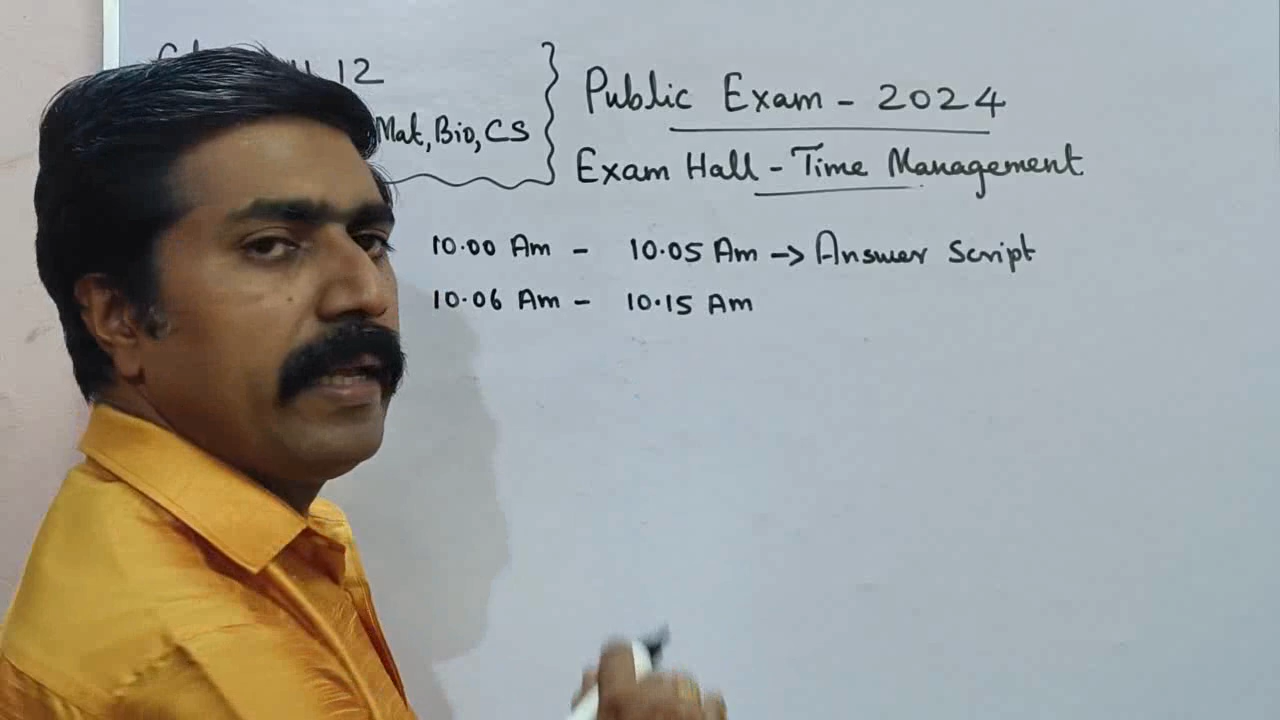 12
Mat, Bio, CS
Public Exam - 2024
Exam Hall - Time Management
10.00 Am - 10.05 Am -> Answer Script
10.06 Am - 10.15 Am